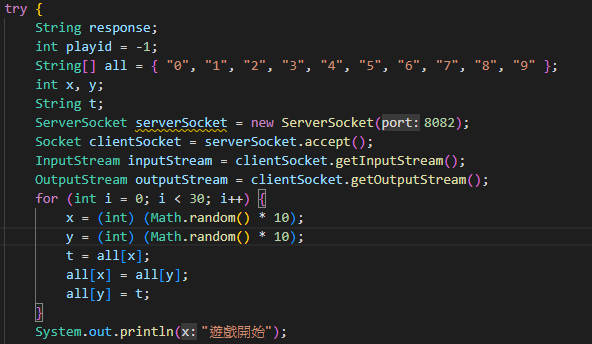 try {
String response;
int playid = -1;
String[] all = { "0", "1", "2", "3", "4", "5", "6", "7", "8", "9" };
int x, y;
String t;
ServerSocket serverSocket = new ServerSocket(port: 8082);
Socket clientSocket = serverSocket.accept();
InputStream inputStream = clientSocket.getInputStream();
OutputStream outputStream = clientSocket.getOutputStream();
for (int i = 0; i < 30; i++) {
x = (int) (Math.random() * 10);
y = (int) (Math.random() * 10);
t = all[x];
all[x] = all[y];
all[y] = t;
}
System.out.println(x: "遊戲開始");